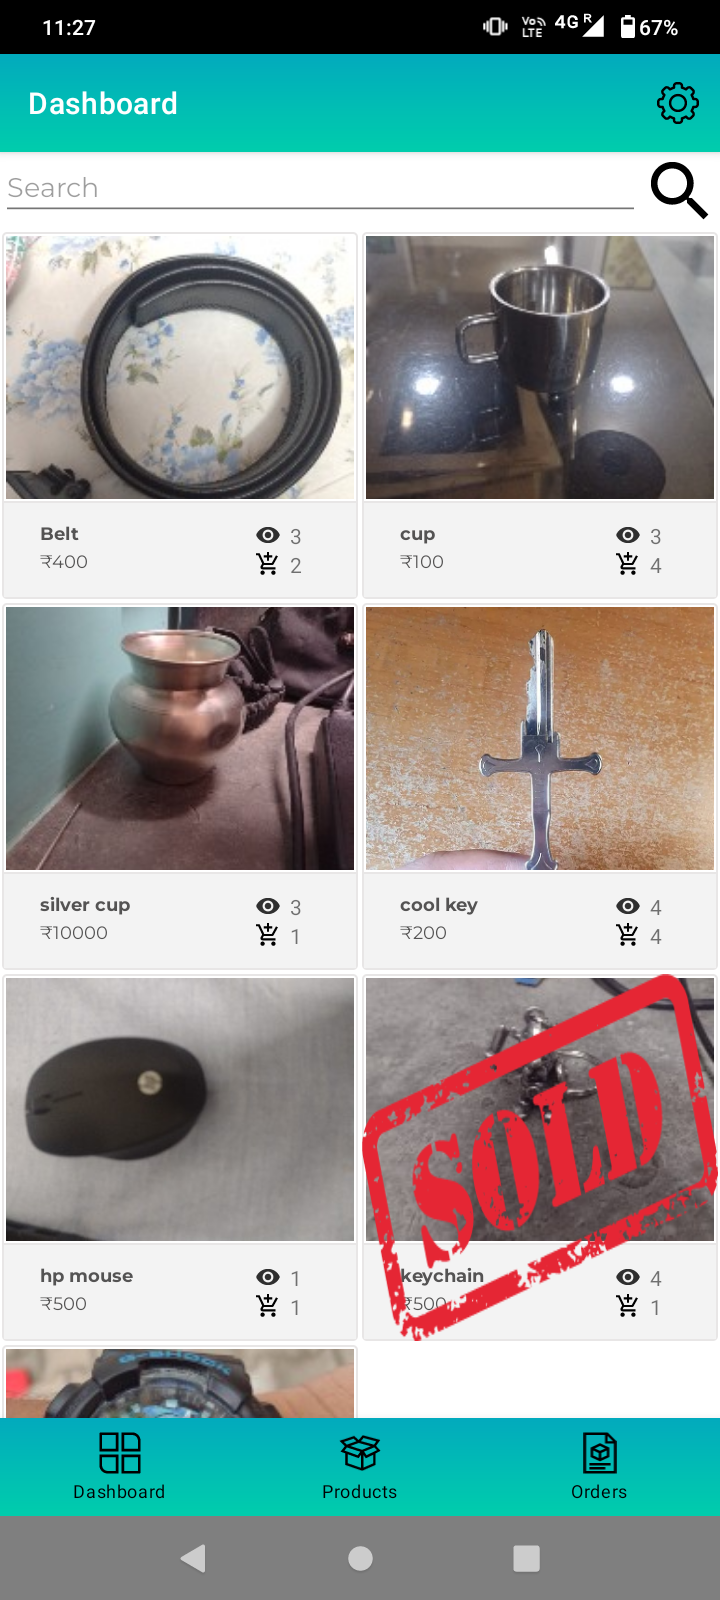 11:27
Vo LTE 4G R 67%
Dashboard
Search
Belt 3
₹400 2
cup 3
₹100 4
silver cup 3
₹10000 1
cool key 4
₹200 4
SOLD
hp mouse 1
₹500 1
keychain 4
₹500 1
G-SHOCK
Dashboard Products Orders